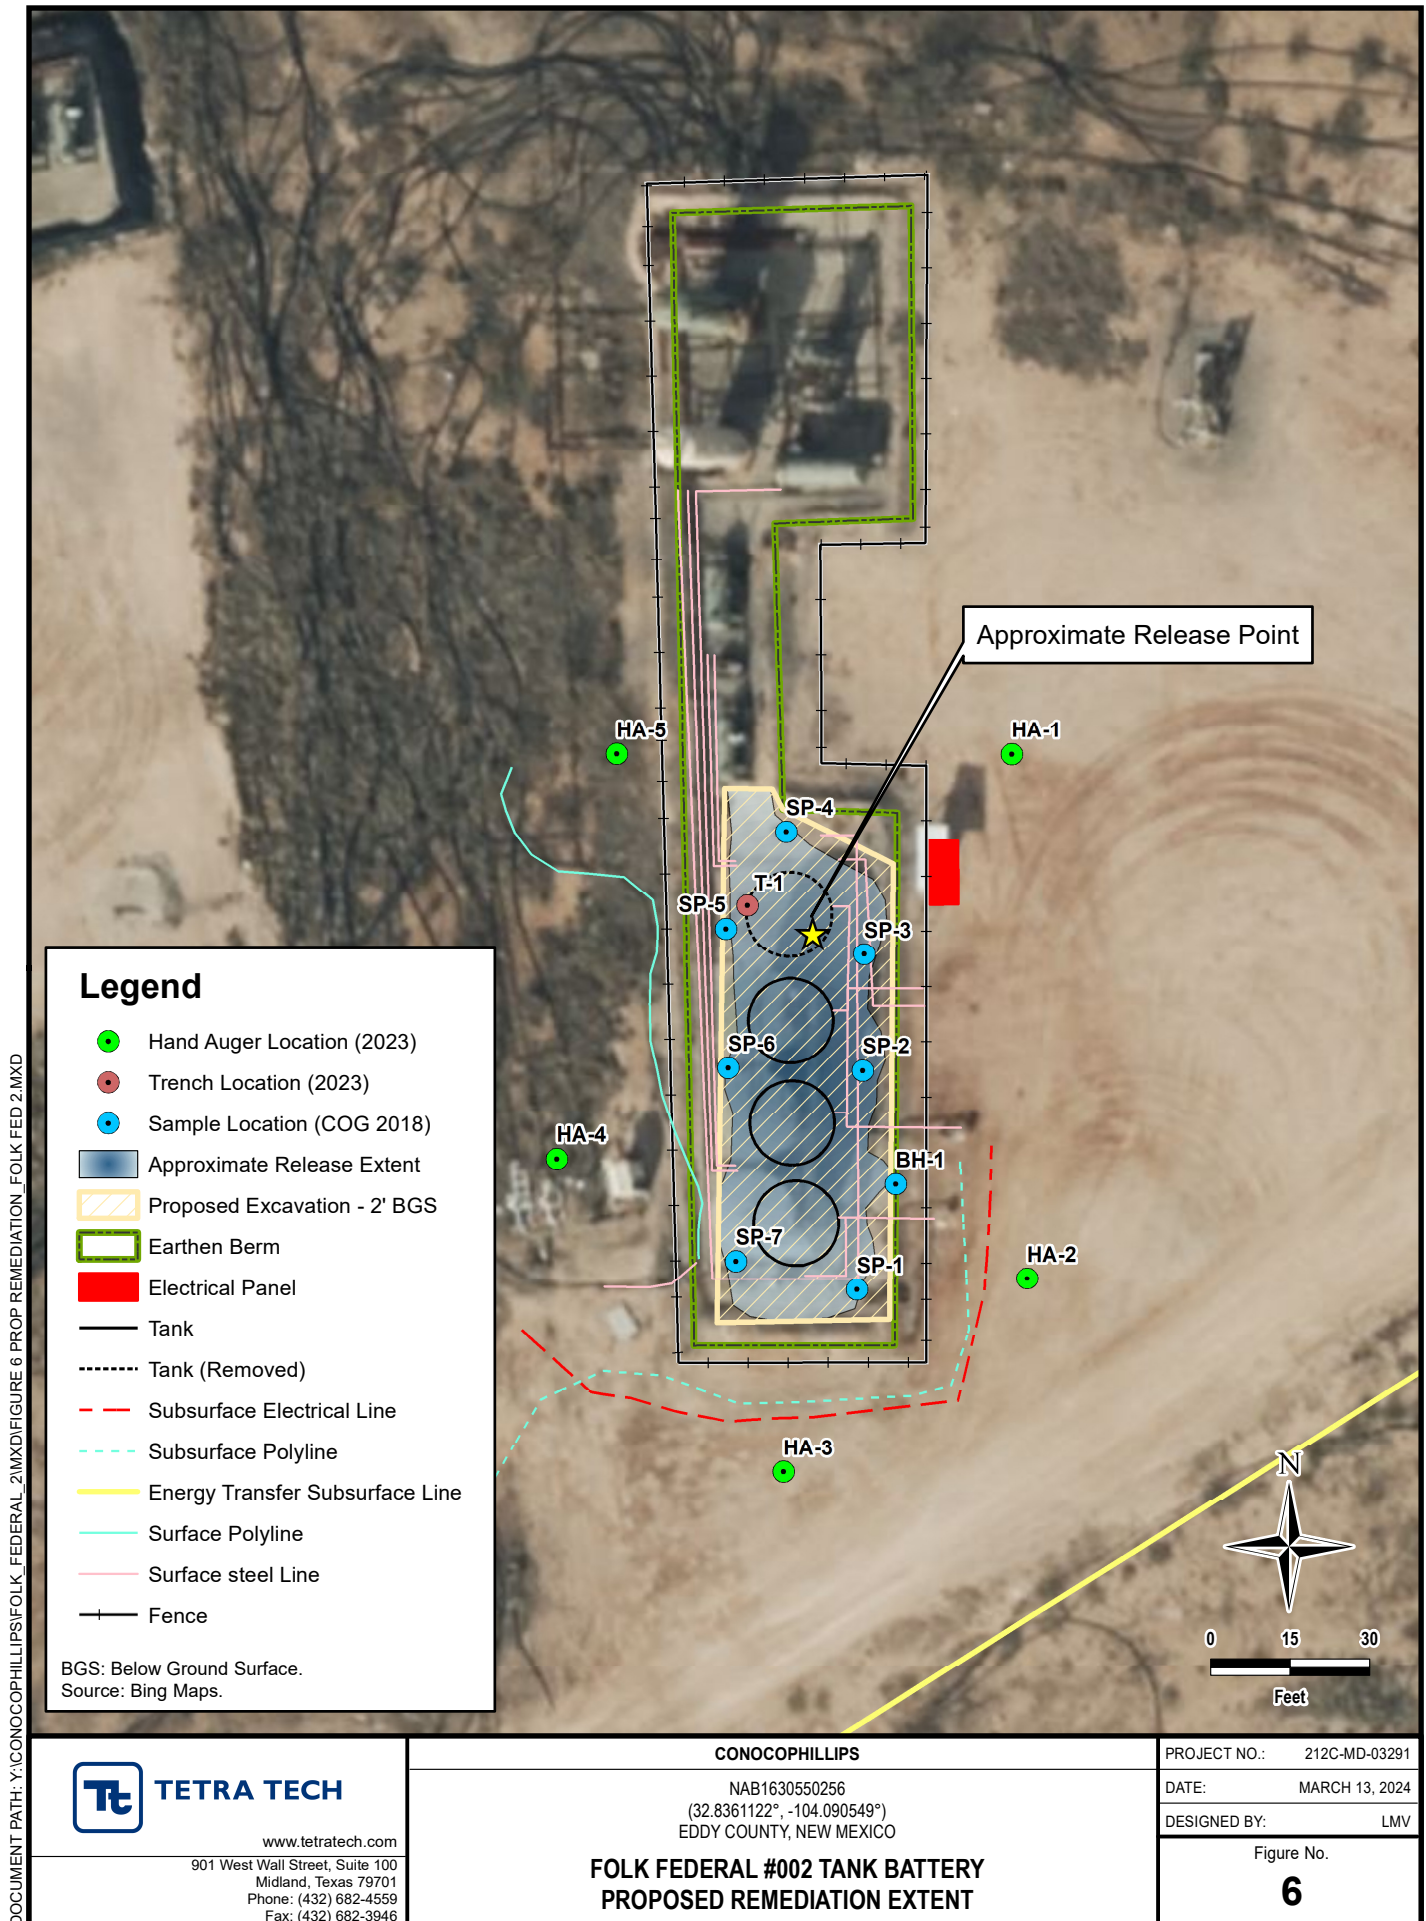 Approximate Release Point
HA-5
HA-1
SP-4
T-1
SP-5
SP-3
SP-6
SP-2
HA-4
BH-1
SP-7
SP-1
HA-2
HA-3
Legend
Hand Auger Location (2023)
Trench Location (2023)
Sample Location (COG 2018)
Approximate Release Extent
Proposed Excavation - 2' BGS
Earthen Berm
Electrical Panel
Tank
Tank (Removed)
Subsurface Electrical Line
Subsurface Polyline
Energy Transfer Subsurface Line
Surface Polyline
Surface steel Line
Fence
BGS: Below Ground Surface.
Source: Bing Maps.
N
0 15 30
Feet
DOCUMENT PATH: Y:\CONOCOPHILLIPS\FOLK_FEDERAL_2\MXD\FIGURE 6 PROP REMEDIATION_FOLK FED 2.MXD
Tt TETRA TECH
www.tetratech.com
901 West Wall Street, Suite 100
Midland, Texas 79701
Phone: (432) 682-4559
Fax: (432) 682-3946
CONOCOPHILLIPS
NAB1630550256
(32.8361122°, -104.090549°)
EDDY COUNTY, NEW MEXICO
FOLK FEDERAL #002 TANK BATTERY
PROPOSED REMEDIATION EXTENT
PROJECT NO.: 212C-MD-03291
DATE: MARCH 13, 2024
DESIGNED BY: LMV
Figure No.
6